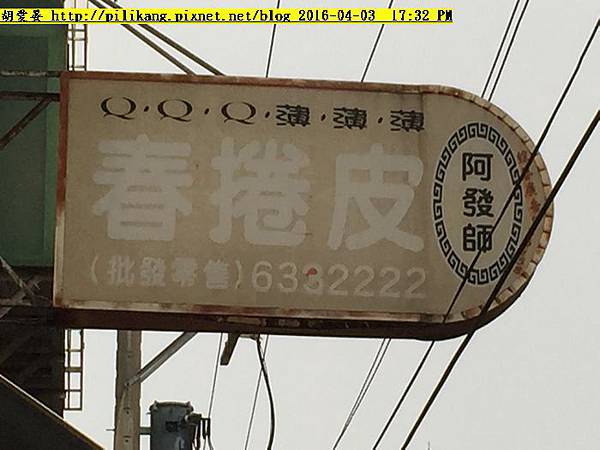 胡雯晏 http://pilikang.pixnet.net/blog 2016-04-03 17:32 PM
Q·Q·Q·薄·薄·薄
春捲皮
阿發師
(批發零售)6332222